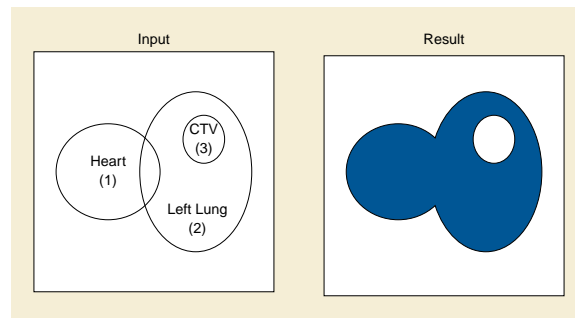 Input
Result
Heart
(1)
CTV
(3)
Left Lung
(2)